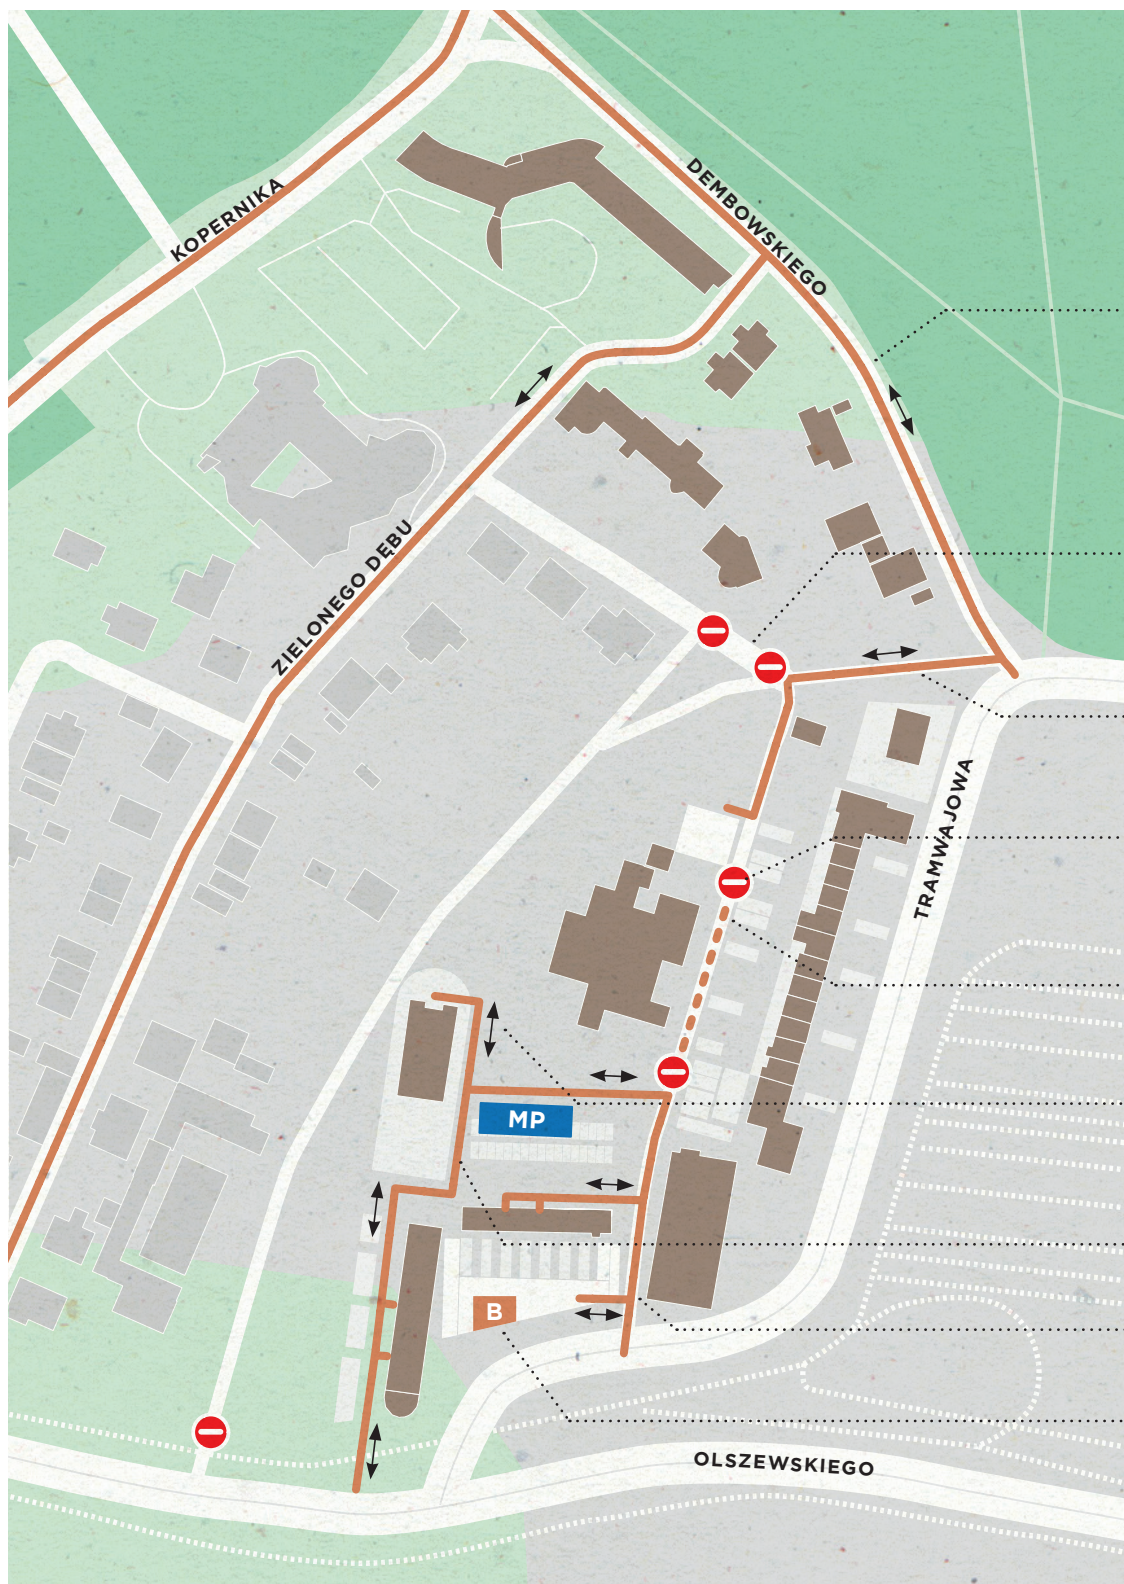 KOPERNIKA
DEMBOWSKIEGO
ZIELONEGO DĘBU
TRAMWAJOWA
MP
B
OLSZEWSKIEGO